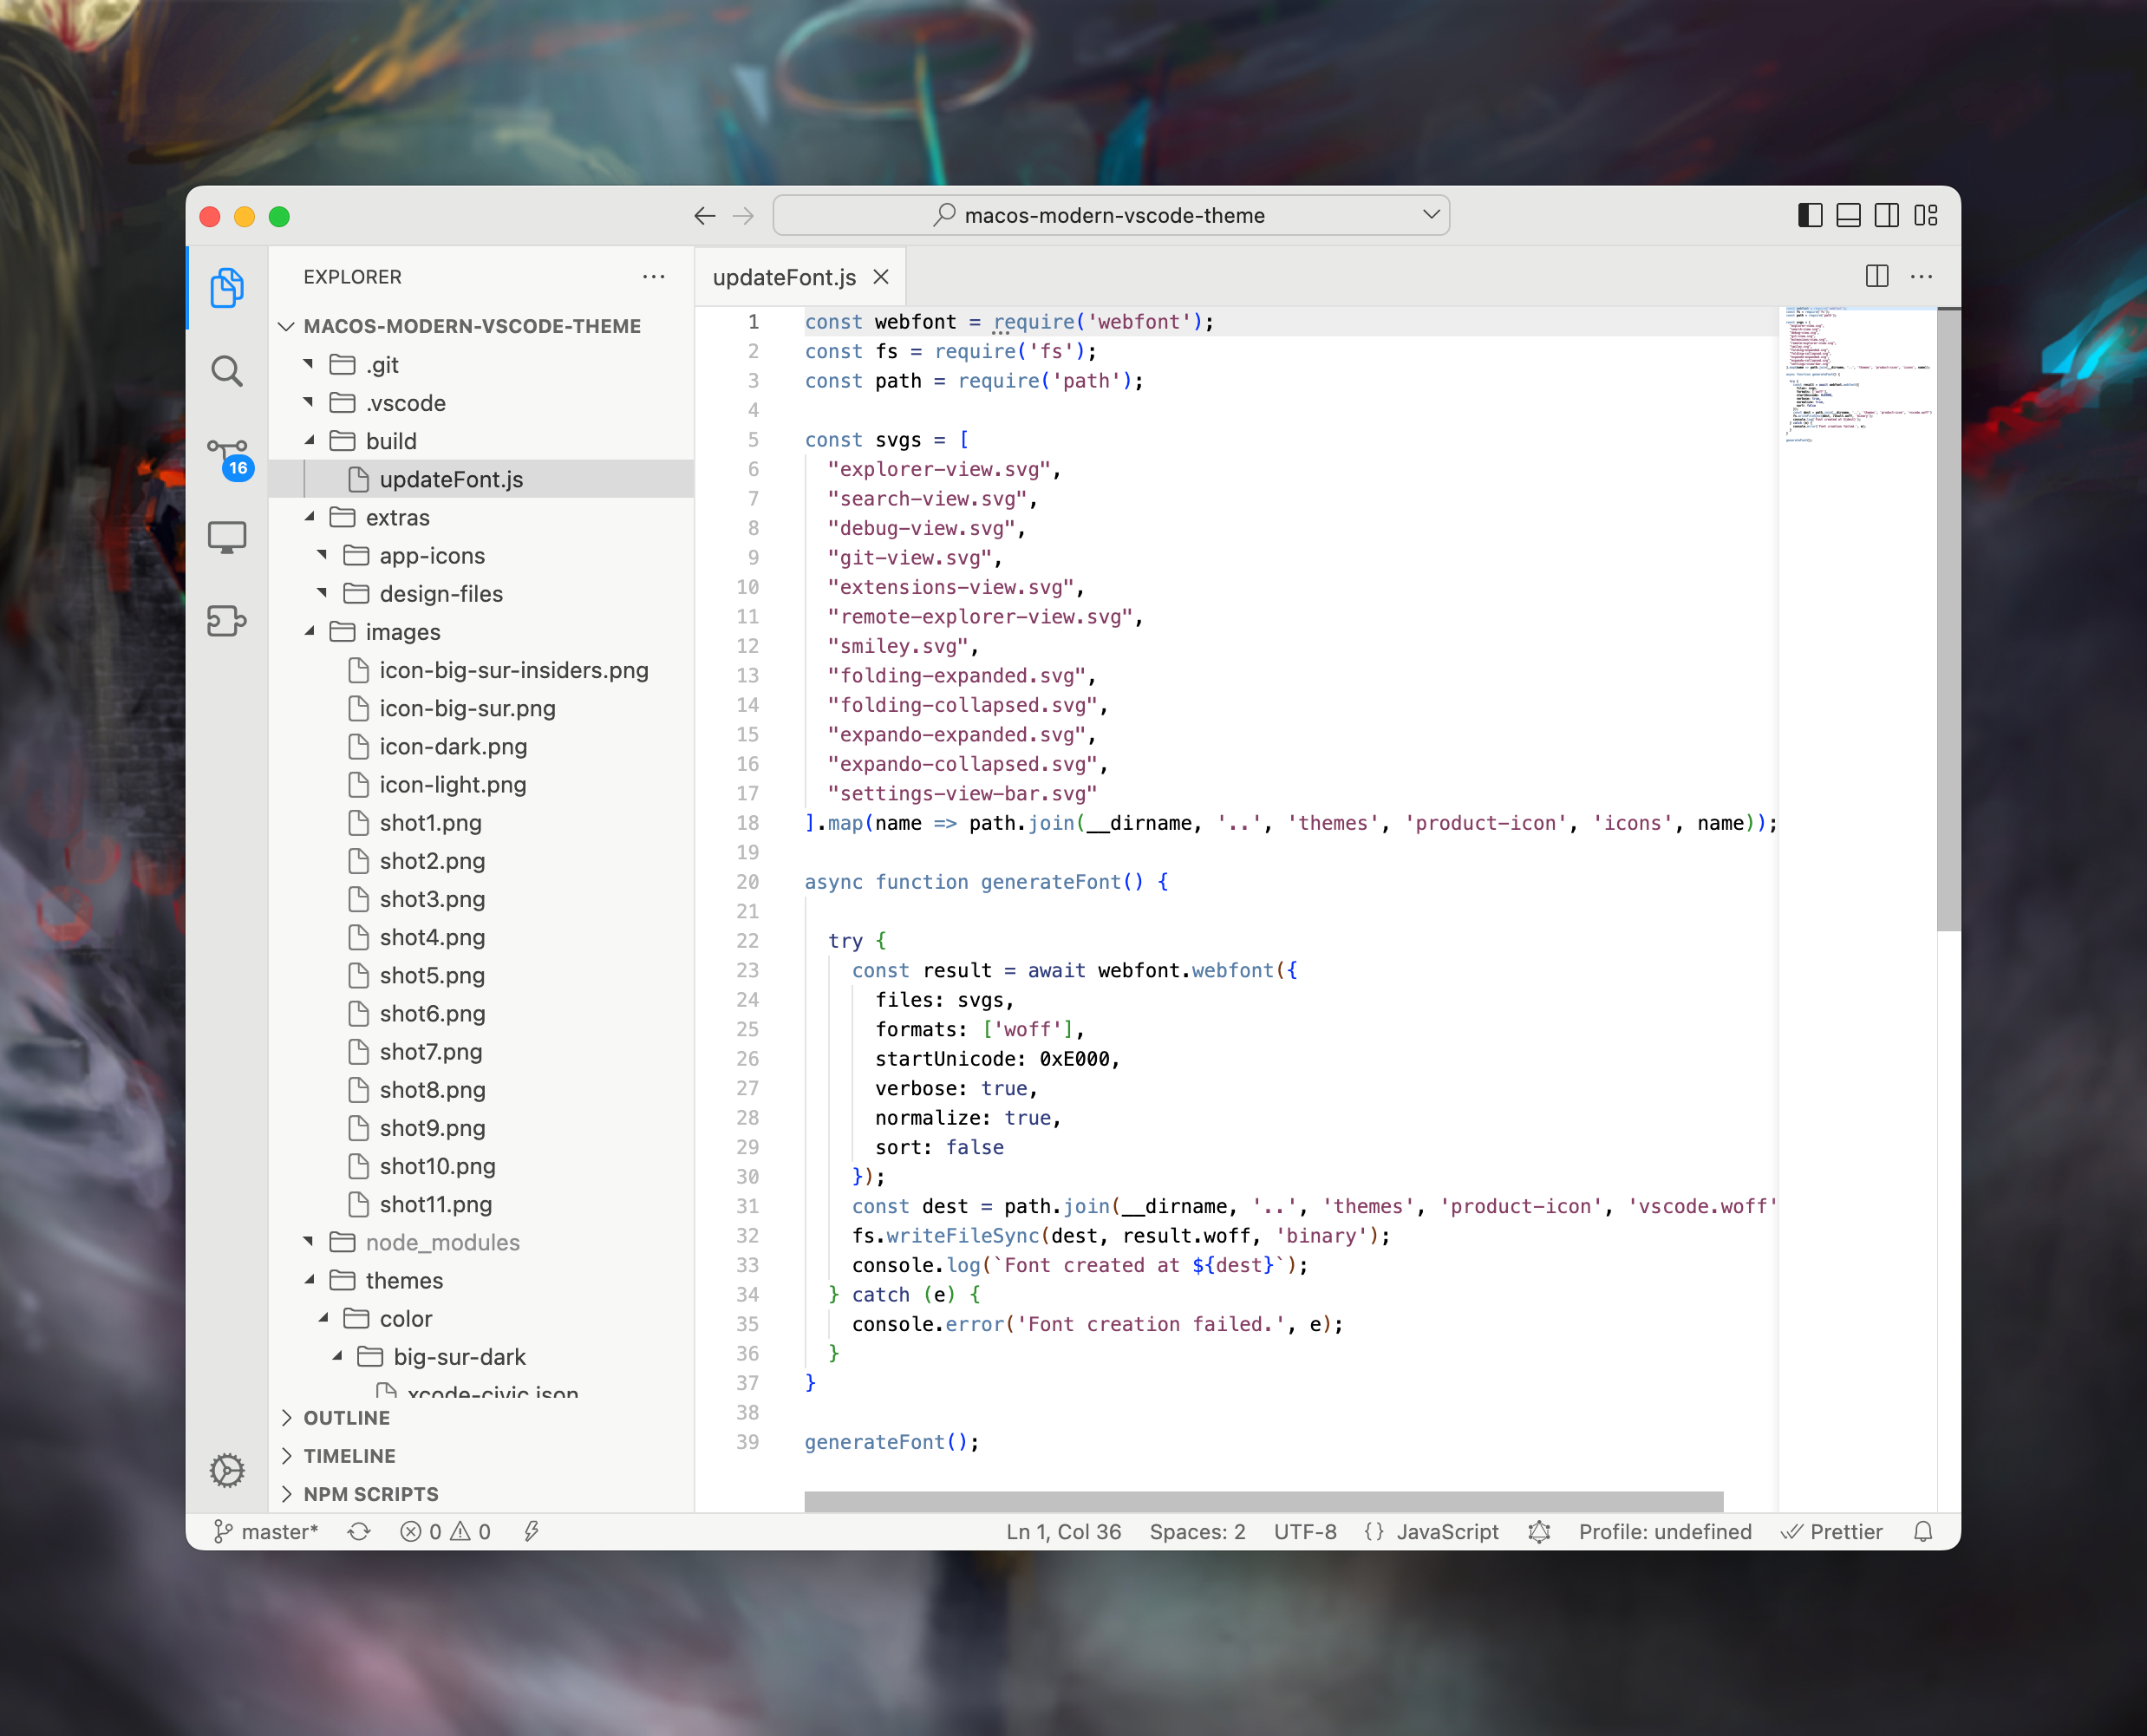 macos-modern-vscode-theme
EXPLORER
MACOS-MODERN-VSCODE-THEME
.git
.vscode
build
updateFont.js
extras
app-icons
design-files
images
icon-big-sur-insiders.png
icon-big-sur.png
icon-dark.png
icon-light.png
shot1.png
shot2.png
shot3.png
shot4.png
shot5.png
shot6.png
shot7.png
shot8.png
shot9.png
shot10.png
shot11.png
node_modules
themes
color
big-sur-dark
xcode-civic.json
OUTLINE
TIMELINE
NPM SCRIPTS
16
updateFont.js
1 const webfont = require('webfont');
2 const fs = require('fs');
3 const path = require('path');
4
5 const svgs = [
6 "explorer-view.svg",
7 "search-view.svg",
8 "debug-view.svg",
9 "git-view.svg",
10 "extensions-view.svg",
11 "remote-explorer-view.svg",
12 "smiley.svg",
13 "folding-expanded.svg",
14 "folding-collapsed.svg",
15 "expando-expanded.svg",
16 "expando-collapsed.svg",
17 "settings-view-bar.svg"
18 ].map(name => path.join(__dirname, '..', 'themes', 'product-icon', 'icons', name));
19
20 async function generateFont() {
21
22 try {
23 const result = await webfont.webfont({
24 files: svgs,
25 formats: ['woff'],
26 startUnicode: 0xE000,
27 verbose: true,
28 normalize: true,
29 sort: false
30 });
31 const dest = path.join(__dirname, '..', 'themes', 'product-icon', 'vscode.woff'
32 fs.writeFileSync(dest, result.woff, 'binary');
33 console.log(`Font created at ${dest}`);
34 } catch (e) {
35 console.error('Font creation failed.', e);
36 }
37 }
38
39 generateFont();
master* 0 0
Ln 1, Col 36 Spaces: 2 UTF-8 {} JavaScript Profile: undefined Prettier